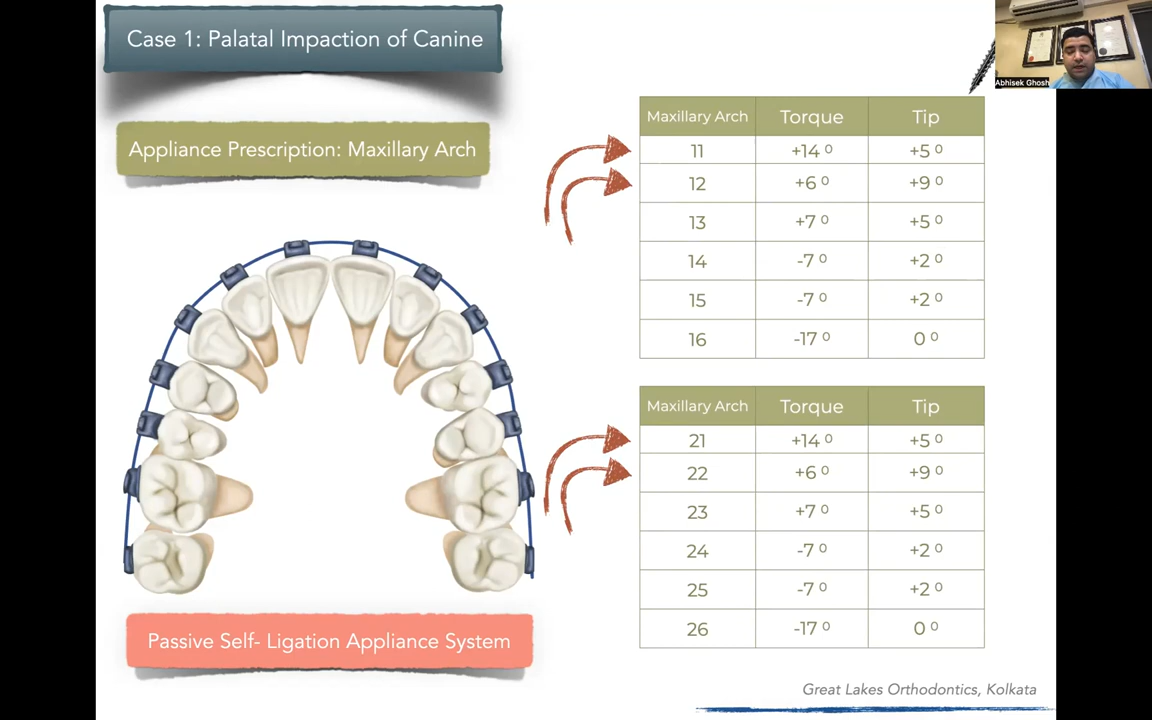 Case 1: Palatal Impaction of Canine
Abhisek Ghosh
Appliance Prescription: Maxillary Arch
Maxillary Arch Torque Tip
11 +14 ⁰ +5 ⁰
12 +6 ⁰ +9 ⁰
13 +7 ⁰ +5 ⁰
14 -7 ⁰ +2 ⁰
15 -7 ⁰ +2 ⁰
16 -17 ⁰ 0 ⁰
Maxillary Arch Torque Tip
21 +14 ⁰ +5 ⁰
22 +6 ⁰ +9 ⁰
23 +7 ⁰ +5 ⁰
24 -7 ⁰ +2 ⁰
25 -7 ⁰ +2 ⁰
26 -17 ⁰ 0 ⁰
Passive Self- Ligation Appliance System
Great Lakes Orthodontics, Kolkata